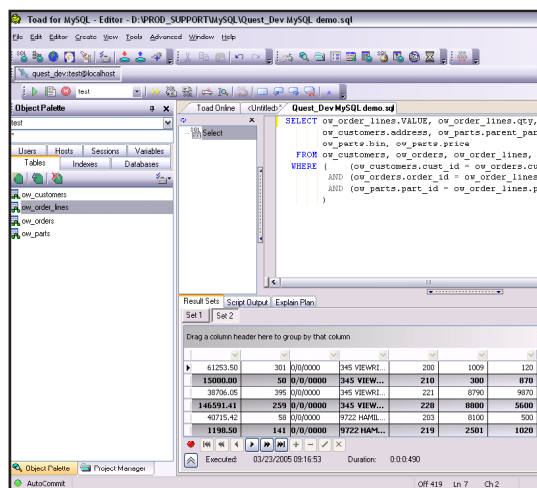 Toad for MySQL - Editor - D:\PROD_SUPPORT\MySQL\Quest_Dev MySQL demo.sql
File Edit Editor Create View Tools Advanced Window Help
quest_dev:test@localhost
test
Object Palette
Toad Online <Untitled> Quest_Dev MySQL demo.sql
test
Users Hosts Sessions Variables
Tables Indexes Databases
ow_customers
ow_order_lines
ow_orders
ow_parts
Select
SELECT ow_order_lines.VALUE, ow_order_lines.qty,
ow_customers.address, ow_parts.parent_par
ow_parts.bin, ow_parts.price
FROM ow_customers, ow_orders, ow_order_lines,
WHERE ( (ow_customers.cust_id = ow_orders.cu
AND (ow_orders.order_id = ow_order_lines
AND (ow_parts.part_id = ow_order_lines.p
)
Result Sets Script Output Explain Plan
Set 1 Set 2
Drag a column header here to group by that column
61253.50 301 0/0/0000 345 VIEWRI... 200 1009 120
15000.00 50 0/0/0000 345 VIEW... 210 300 870
38706.05 395 0/0/0000 345 VIEWRI... 221 8790 9870
146591.41 259 0/0/0000 345 VIEW... 228 8800 5600
40715.42 58 0/0/0000 9722 HAMIL... 203 8100 500
1198.50 141 0/0/0000 9722 HAM... 219 2501 1020
Executed: 03/23/2005 09:16:53 Duration: 0:0:0:490
Object Palette Project Manager
AutoCommit Off 419 Ln 7 Ch 2